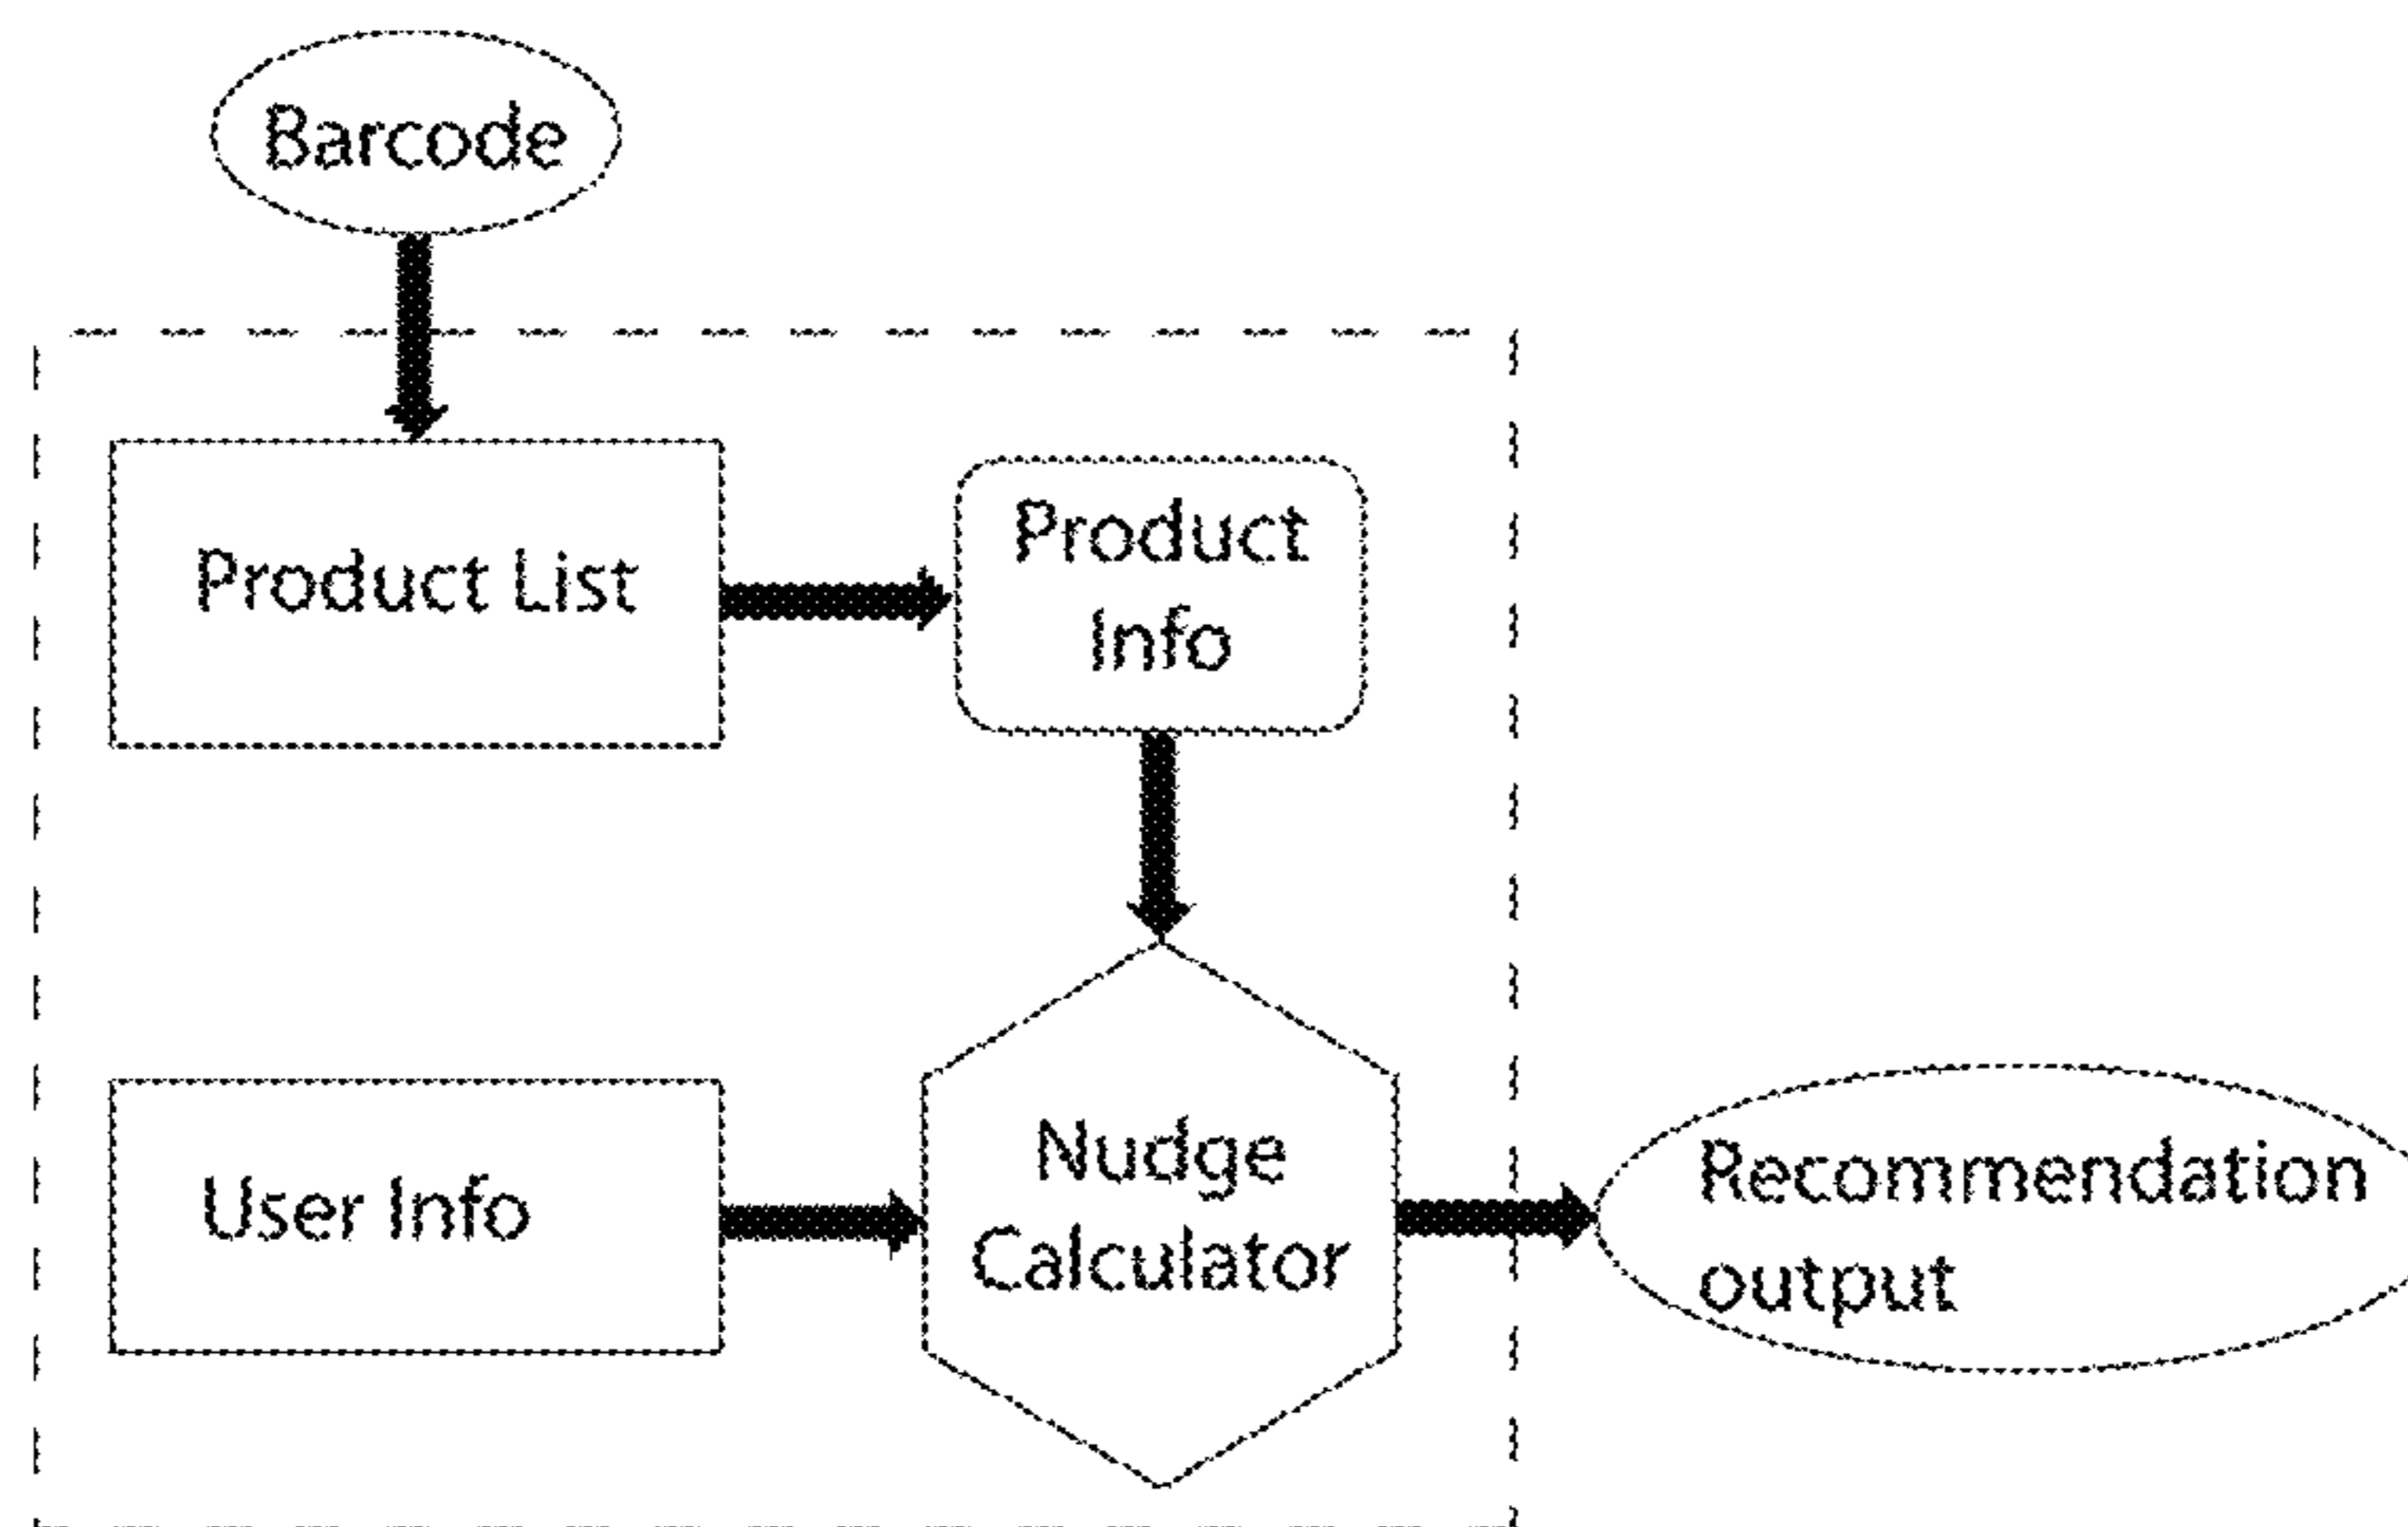 Barcode
Product List
Product
Info
User Info
Nudge
Calculator
Recommendation
output